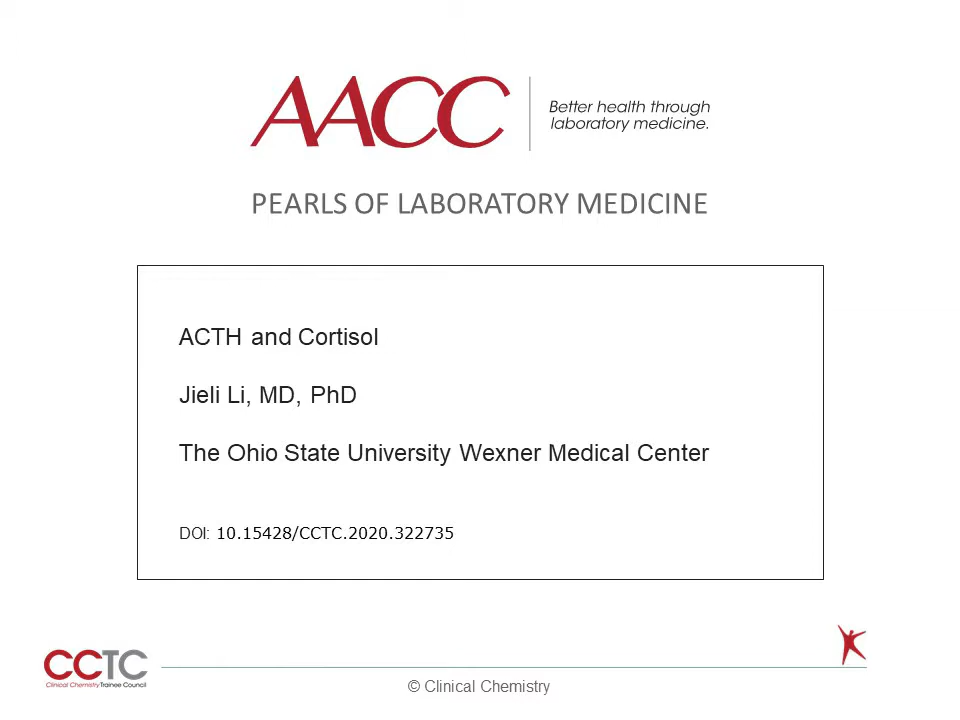 AACC
Better health through
laboratory medicine.
PEARLS OF LABORATORY MEDICINE
ACTH and Cortisol
Jieli Li, MD, PhD
The Ohio State University Wexner Medical Center
DOI: 10.15428/CCTC.2020.322735
CCTC
Clinical Chemistry Trainee Council
© Clinical Chemistry